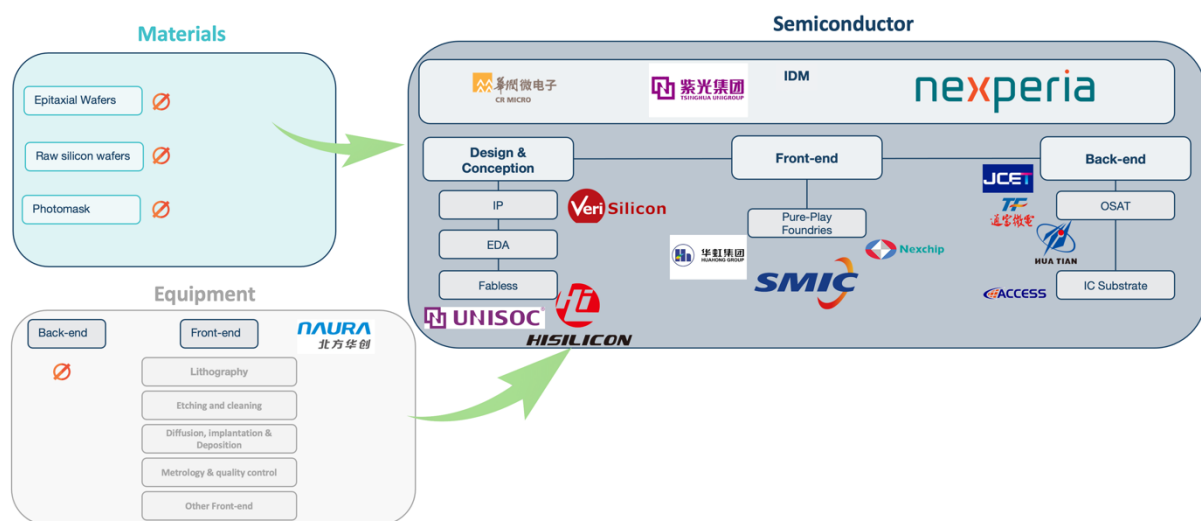 Materials
Epitaxial Wafers
Raw silicon wafers
Photomask
Equipment
Back-end
Front-end
NAURA
北方华创
Lithography
Etching and cleaning
Diffusion, implantation &
Deposition
Metrology & quality control
Other Front-end
Semiconductor
IDM
华润微电子
CR MICRO
紫光集团
TSINGHUA UNIGROUP
nexperia
Design &
Conception
IP
EDA
Fabless
VeriSilicon
UNISOC
Hi
HISILICON
Front-end
Pure-Play
Foundries
华虹集团
HUAHONG GROUP
SMIC
Nexchip
Back-end
OSAT
IC Substrate
JCET
TF
通富微电
HUA TIAN
ACCESS